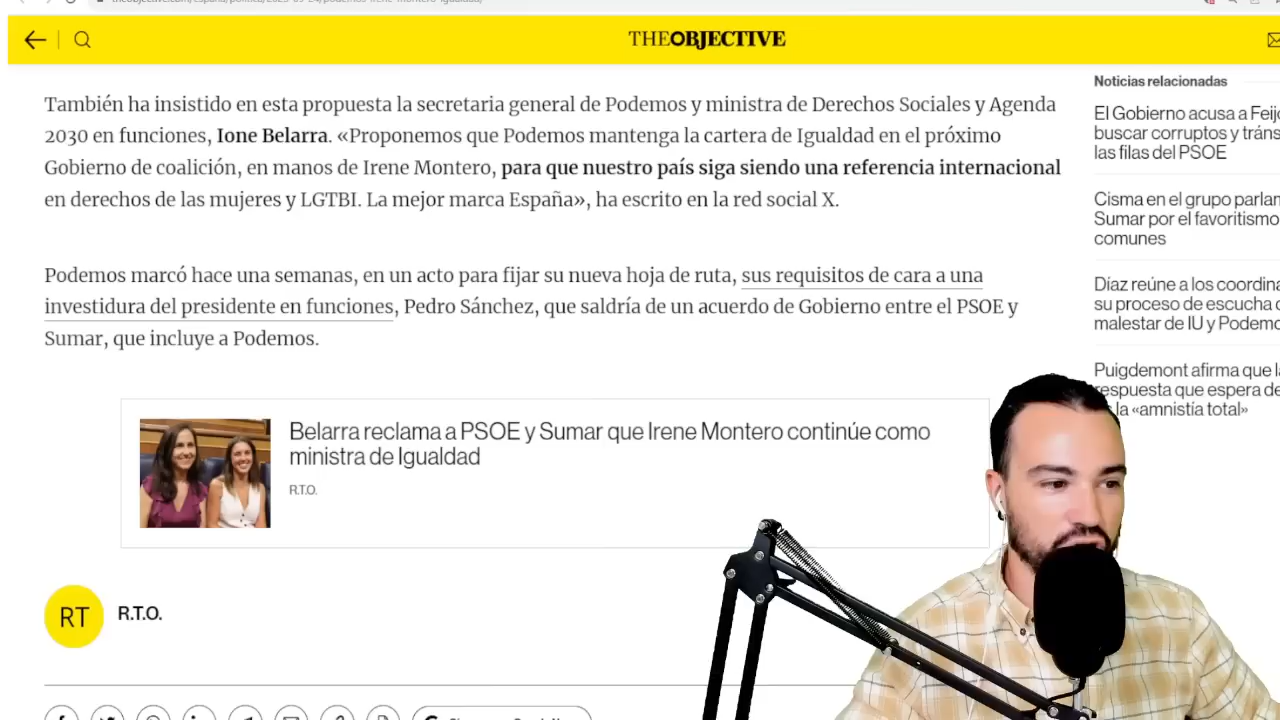 THEOBJECTIVE
También ha insistido en esta propuesta la secretaria general de Podemos y ministra de Derechos Sociales y Agenda
2030 en funciones, Ione Belarra. «Proponemos que Podemos mantenga la cartera de Igualdad en el próximo
Gobierno de coalición, en manos de Irene Montero, para que nuestro país siga siendo una referencia internacional
en derechos de las mujeres y LGTBI. La mejor marca España», ha escrito en la red social X.
Podemos marcó hace una semanas, en un acto para fijar su nueva hoja de ruta, sus requisitos de cara a una
investidura del presidente en funciones, Pedro Sánchez, que saldría de un acuerdo de Gobierno entre el PSOE y
Sumar, que incluye a Podemos.
Belarra reclama a PSOE y Sumar que Irene Montero continúe como
ministra de Igualdad
R.T.O.
RT
R.T.O.
Noticias relacionadas
El Gobierno acusa a Feij
buscar corruptos y tráns
las filas del PSOE
Cisma en el grupo parlam
Sumar por el favoritismo
comunes
Díaz reúne a los coordina
su proceso de escucha
malestar de IU y Podem
Puigdemont afirma que l
respuesta que espera de
la «amnistía total»